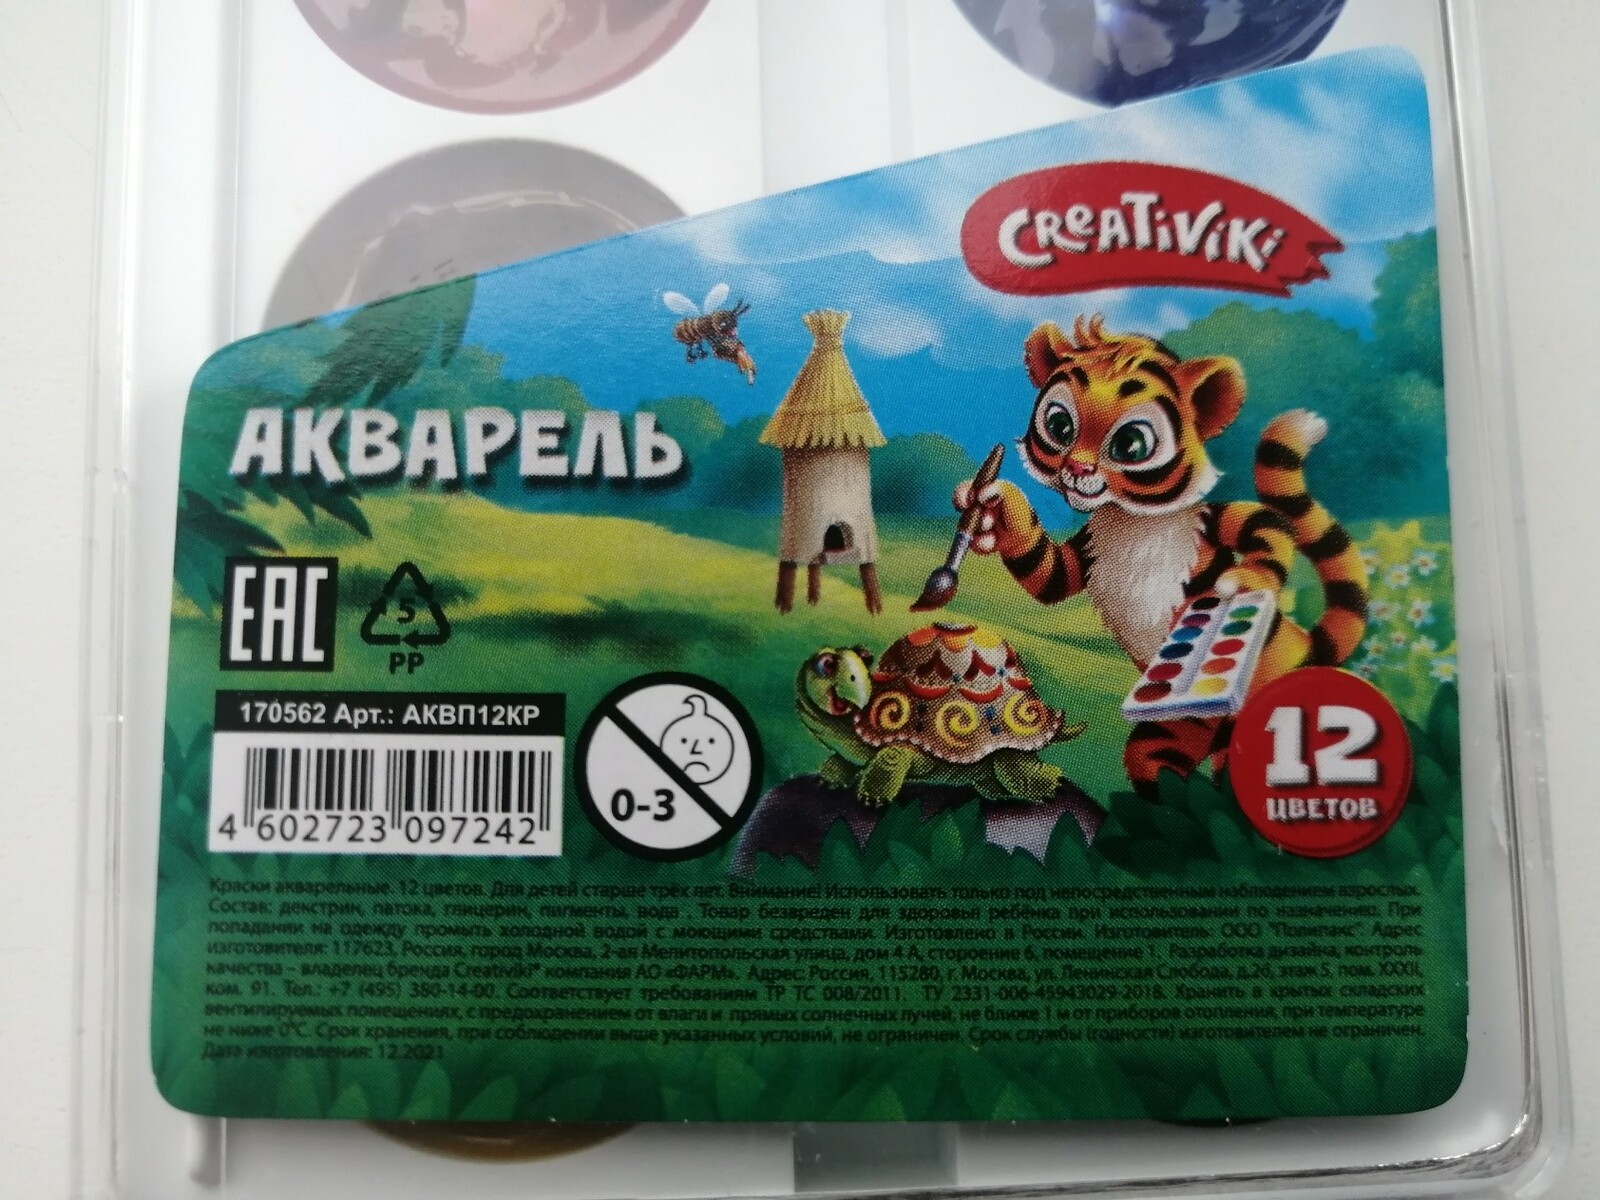 CREATIVIKI
АКВАРЕЛЬ
EAC
5
PP
170562 Арт.: АКВП12КР
4 602723 097242
0-3
12
ЦВЕТОВ
Краски акварельные. 12 цветов. Для детей старше трёх лет. Внимание! Использовать только под непосредственным наблюдением взрослых.
Состав: декстрин, патока, глицерин, пигменты, вода . Товар безвреден для здоровья ребёнка при использовании по назначению. При
попадании на одежду промыть холодной водой с моющими средствами. Изготовлено в России. Изготовитель: ООО "Полипакс". Адрес
изготовителя: 117623, Россия, город Москва, 2-ая Мелитопольская улица, дом 4 А, стороение 6, помещение 1. Разработка дизайна, контроль
качества – владелец бренда Creativiki® компания АО «ФАРМ». Адрес: Россия, 115280, г. Москва, ул. Ленинская Слобода, д.26, этаж 5, пом. XXXII,
ком. 91. Тел.: +7 (495) 380-14-00. Соответствует требованиям ТР ТС 008/2011. ТУ 2331-006-45943029-2018. Хранить в крытых складских
вентилируемых помещениях, с предохранением от влаги и прямых солнечных лучей, не ближе 1 м от приборов отопления, при температуре
не ниже 0°С. Срок хранения, при соблюдении выше указанных условий, не ограничен. Срок службы (годности) изготовителем не ограничен.
Дата изготовления: 12.2021